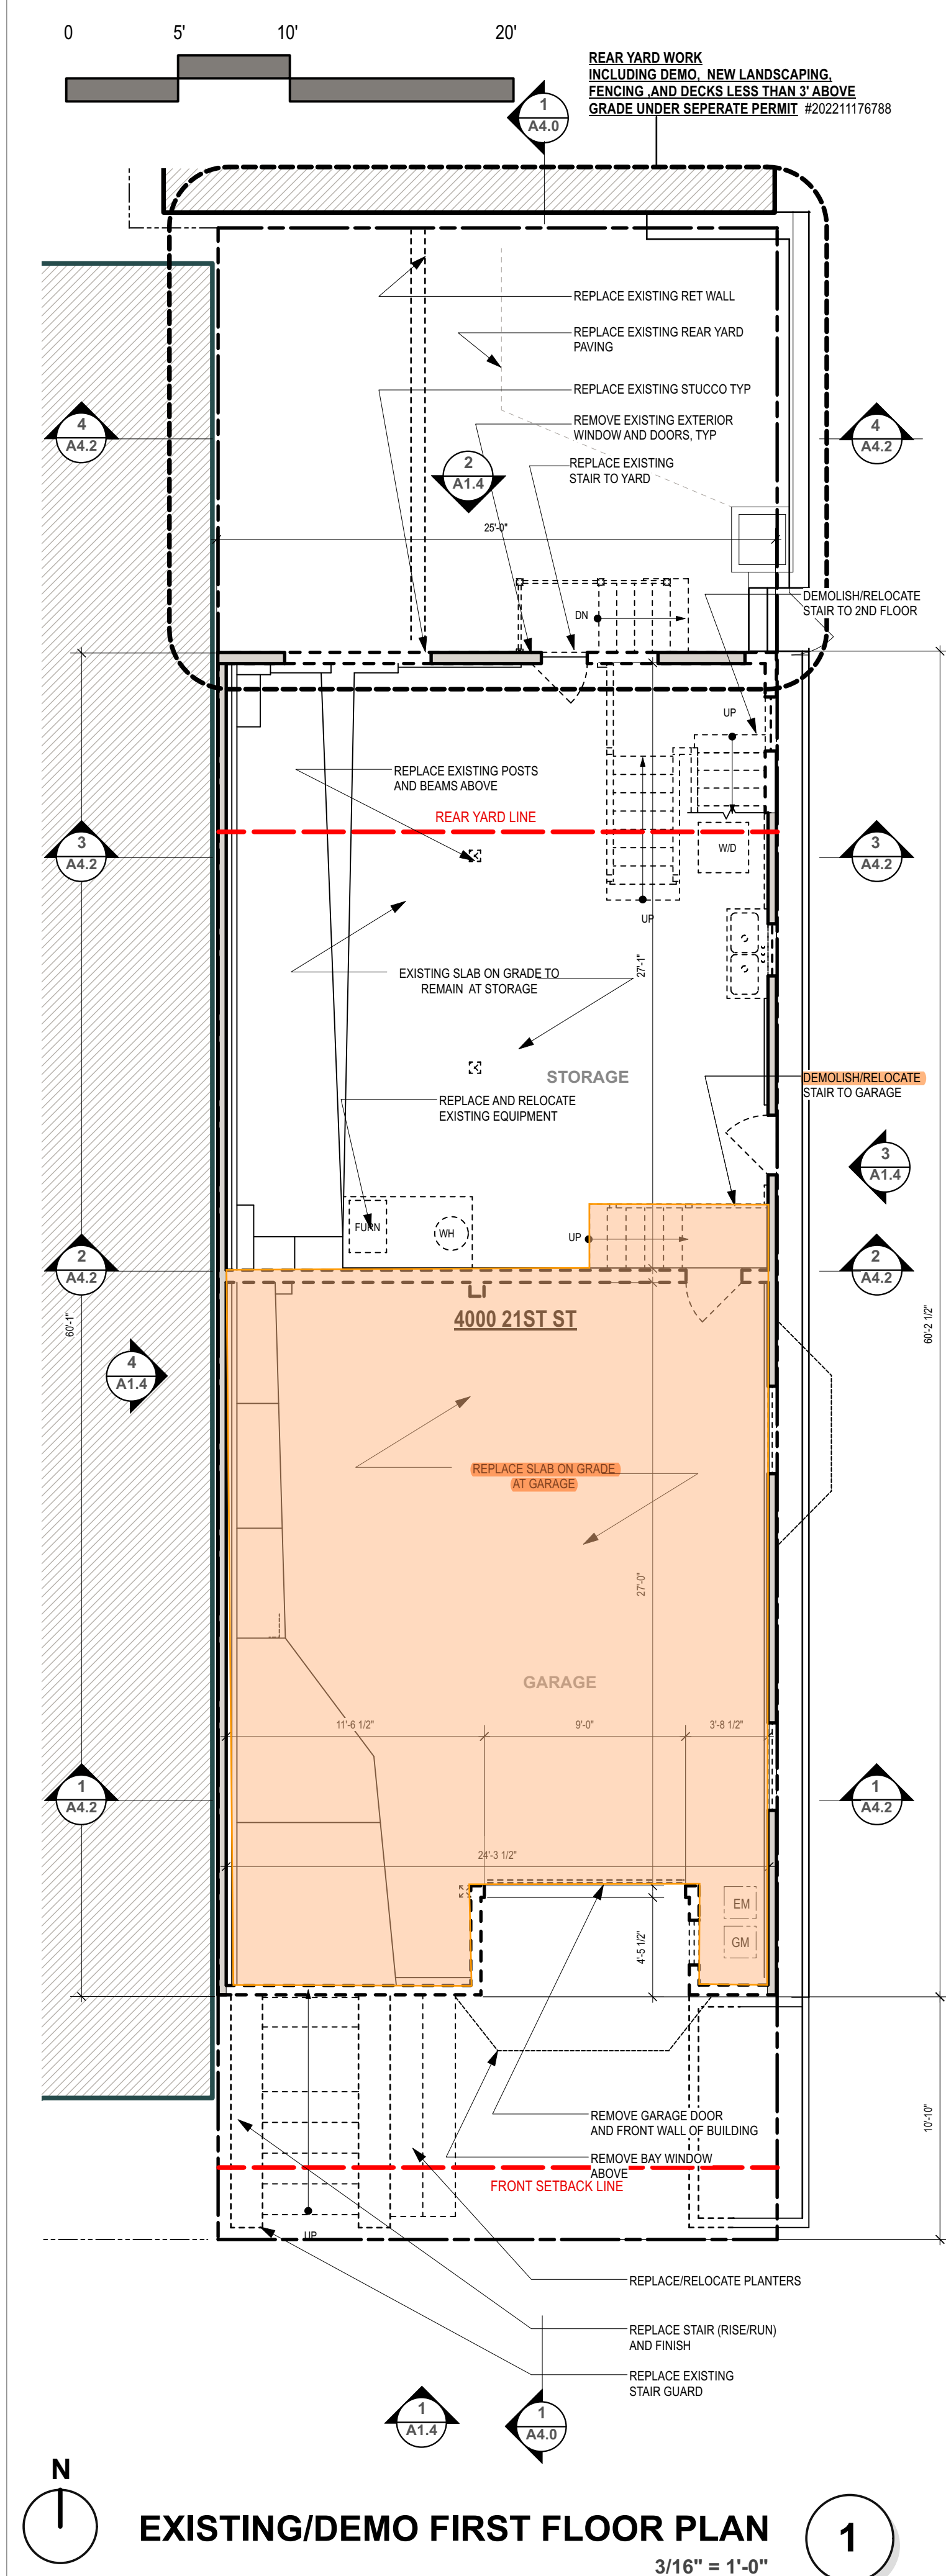 0 5' 10' 20'
REAR YARD WORK
INCLUDING DEMO, NEW LANDSCAPING,
FENCING ,AND DECKS LESS THAN 3' ABOVE
GRADE UNDER SEPERATE PERMIT #202211176788
1
A4.0
REPLACE EXISTING RET WALL
REPLACE EXISTING REAR YARD
PAVING
REPLACE EXISTING STUCCO TYP
REMOVE EXISTING EXTERIOR
WINDOW AND DOORS, TYP
4
A4.2
4
A4.2
REPLACE EXISTING
STAIR TO YARD
2
A1.4
25'-0"
DEMOLISH/RELOCATE
STAIR TO 2ND FLOOR
DN
UP
REPLACE EXISTING POSTS
AND BEAMS ABOVE
REAR YARD LINE
3
A4.2
W/D
3
A4.2
UP
27'-1"
EXISTING SLAB ON GRADE TO
REMAIN AT STORAGE
STORAGE
DEMOLISH/RELOCATE
STAIR TO GARAGE
REPLACE AND RELOCATE
EXISTING EQUIPMENT
3
A1.4
FURN
WH
UP
2
A4.2
2
A4.2
60'-1"
4000 21ST ST
60'-2 1/2"
4
A1.4
REPLACE SLAB ON GRADE
AT GARAGE
27'-0"
GARAGE
11'-6 1/2" 9'-0" 3'-8 1/2"
1
A4.2
1
A4.2
24'-3 1/2"
EM
GM
4'-5 1/2"
10'-10"
REMOVE GARAGE DOOR
AND FRONT WALL OF BUILDING
REMOVE BAY WINDOW
ABOVE
FRONT SETBACK LINE
UP
REPLACE/RELOCATE PLANTERS
REPLACE STAIR (RISE/RUN)
AND FINISH
REPLACE EXISTING
STAIR GUARD
1
A1.4
1
A4.0
N
EXISTING/DEMO FIRST FLOOR PLAN
1
3/16" = 1'-0"